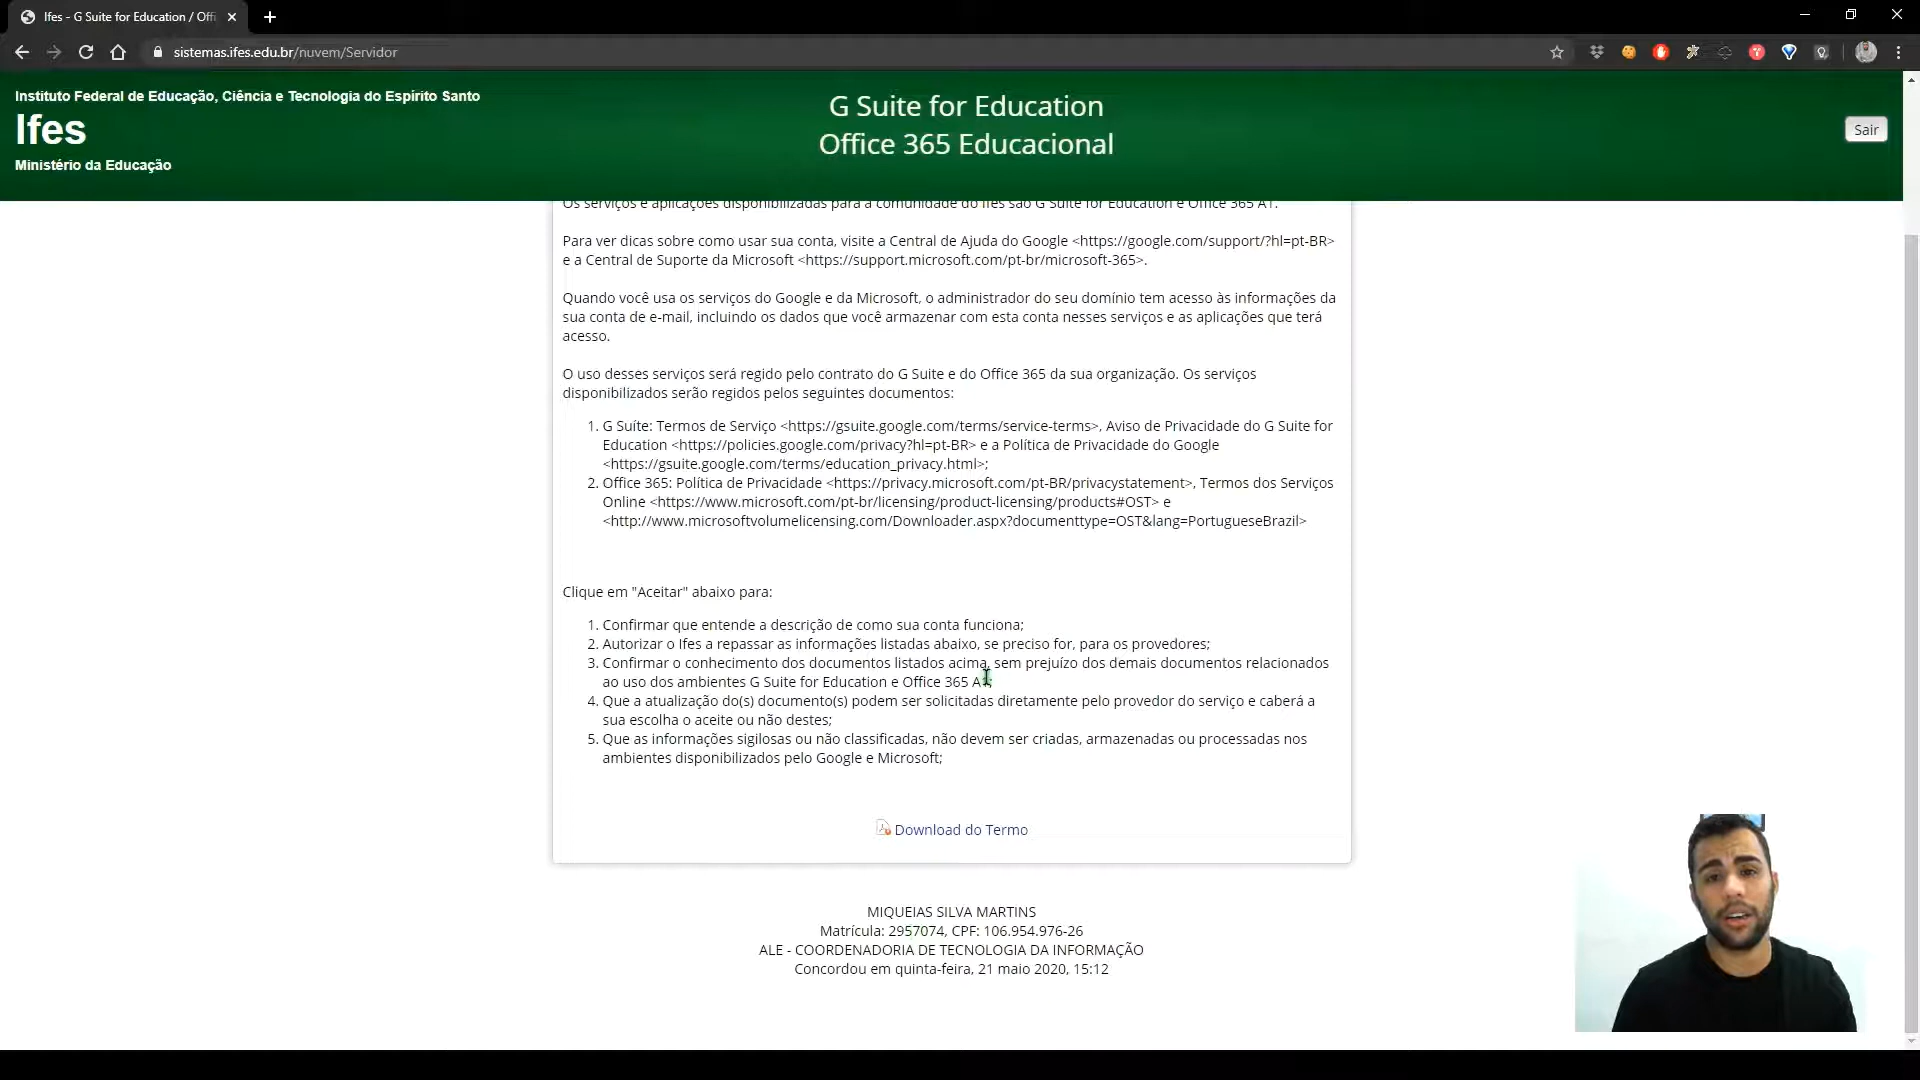 Ifes - G Suite for Education / Offi
sistemas.ifes.edu.br/nuvem/Servidor
Instituto Federal de Educação, Ciência e Tecnologia do Espírito Santo
Ifes
Ministério da Educação
G Suite for Education
Office 365 Educacional
Sair
Os serviços e aplicações disponibilizadas para a comunidade do Ifes são G Suite for Education e Office 365 A1.
Para ver dicas sobre como usar sua conta, visite a Central de Ajuda do Google <https://google.com/support/?hl=pt-BR>
e a Central de Suporte da Microsoft <https://support.microsoft.com/pt-br/microsoft-365>.
Quando você usa os serviços do Google e da Microsoft, o administrador do seu domínio tem acesso às informações da
sua conta de e-mail, incluindo os dados que você armazenar com esta conta nesses serviços e as aplicações que terá
acesso.
O uso desses serviços será regido pelo contrato do G Suite e do Office 365 da sua organização. Os serviços
disponibilizados serão regidos pelos seguintes documentos:
1. G Suíte: Termos de Serviço <https://gsuite.google.com/terms/service-terms>, Aviso de Privacidade do G Suite for
Education <https://policies.google.com/privacy?hl=pt-BR> e a Política de Privacidade do Google
<https://gsuite.google.com/terms/education_privacy.html>;
2. Office 365: Política de Privacidade <https://privacy.microsoft.com/pt-BR/privacystatement>, Termos dos Serviços
Online <https://www.microsoft.com/pt-br/licensing/product-licensing/products#OST> e
<http://www.microsoftvolumelicensing.com/Downloader.aspx?documenttype=OST&lang=PortugueseBrazil>
Clique em "Aceitar" abaixo para:
1. Confirmar que entende a descrição de como sua conta funciona;
2. Autorizar o Ifes a repassar as informações listadas abaixo, se preciso for, para os provedores;
3. Confirmar o conhecimento dos documentos listados acima, sem prejuízo dos demais documentos relacionados
ao uso dos ambientes G Suite for Education e Office 365 A1;
4. Que a atualização do(s) documento(s) podem ser solicitadas diretamente pelo provedor do serviço e caberá a
sua escolha o aceite ou não destes;
5. Que as informações sigilosas ou não classificadas, não devem ser criadas, armazenadas ou processadas nos
ambientes disponibilizados pelo Google e Microsoft;
Download do Termo
MIQUEIAS SILVA MARTINS
Matrícula: 2957074, CPF: 106.954.976-26
ALE - COORDENADORIA DE TECNOLOGIA DA INFORMAÇÃO
Concordou em quinta-feira, 21 maio 2020, 15:12